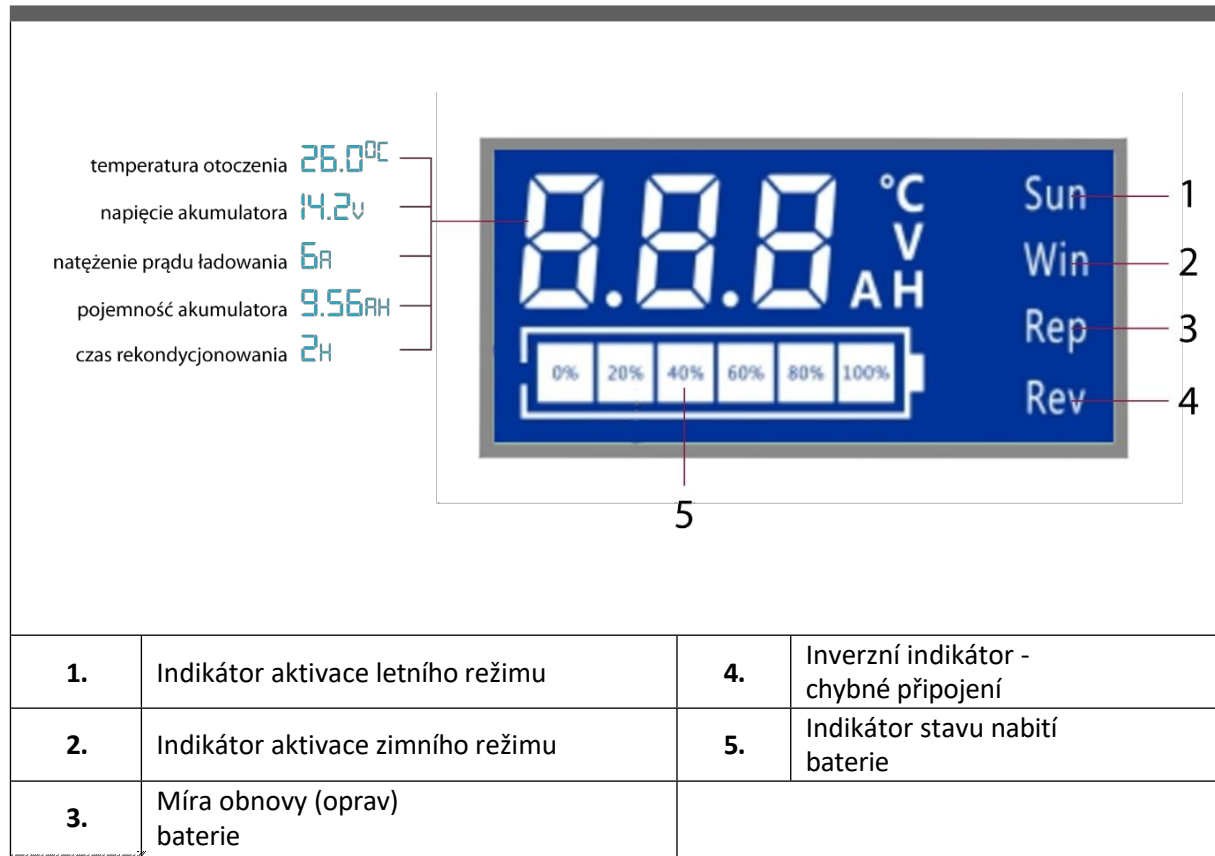 temperatura otoczenia 26.0°C
napięcie akumulatora 14.2V
natężenie prądu ładowania 6A
pojemność akumulatora 9.56AH
czas rekondycjonowania 2H
8.8.8 °C
V
AH
0% 20% 40% 60% 80% 100%
Sun 1
Win 2
Rep 3
Rev 4
5
1. Indikátor aktivace letního režimu
4. Inverzní indikátor -
chybné připojení
2. Indikátor aktivace zimního režimu
5. Indikátor stavu nabití
baterie
3. Míra obnovy (oprav)
baterie